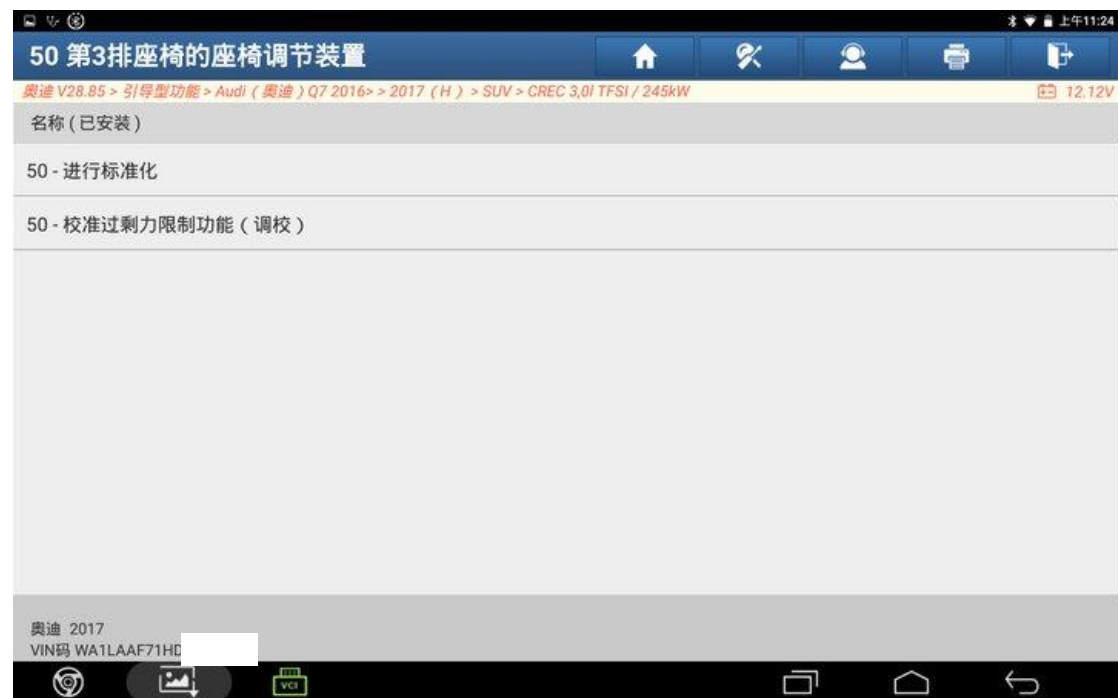 上午11:24
50 第3排座椅的座椅调节装置
奥迪 V28.85 > 引导型功能 > Audi ( 奥迪 ) Q7 2016> > 2017 ( H ) > SUV > CREC 3,0l TFSI / 245kW
12.12V
名称 ( 已安装 )
50 - 进行标准化
50 - 校准过剩力限制功能 ( 调校 )
奥迪 2017
VIN码 WA1LAAF71HD
VCI